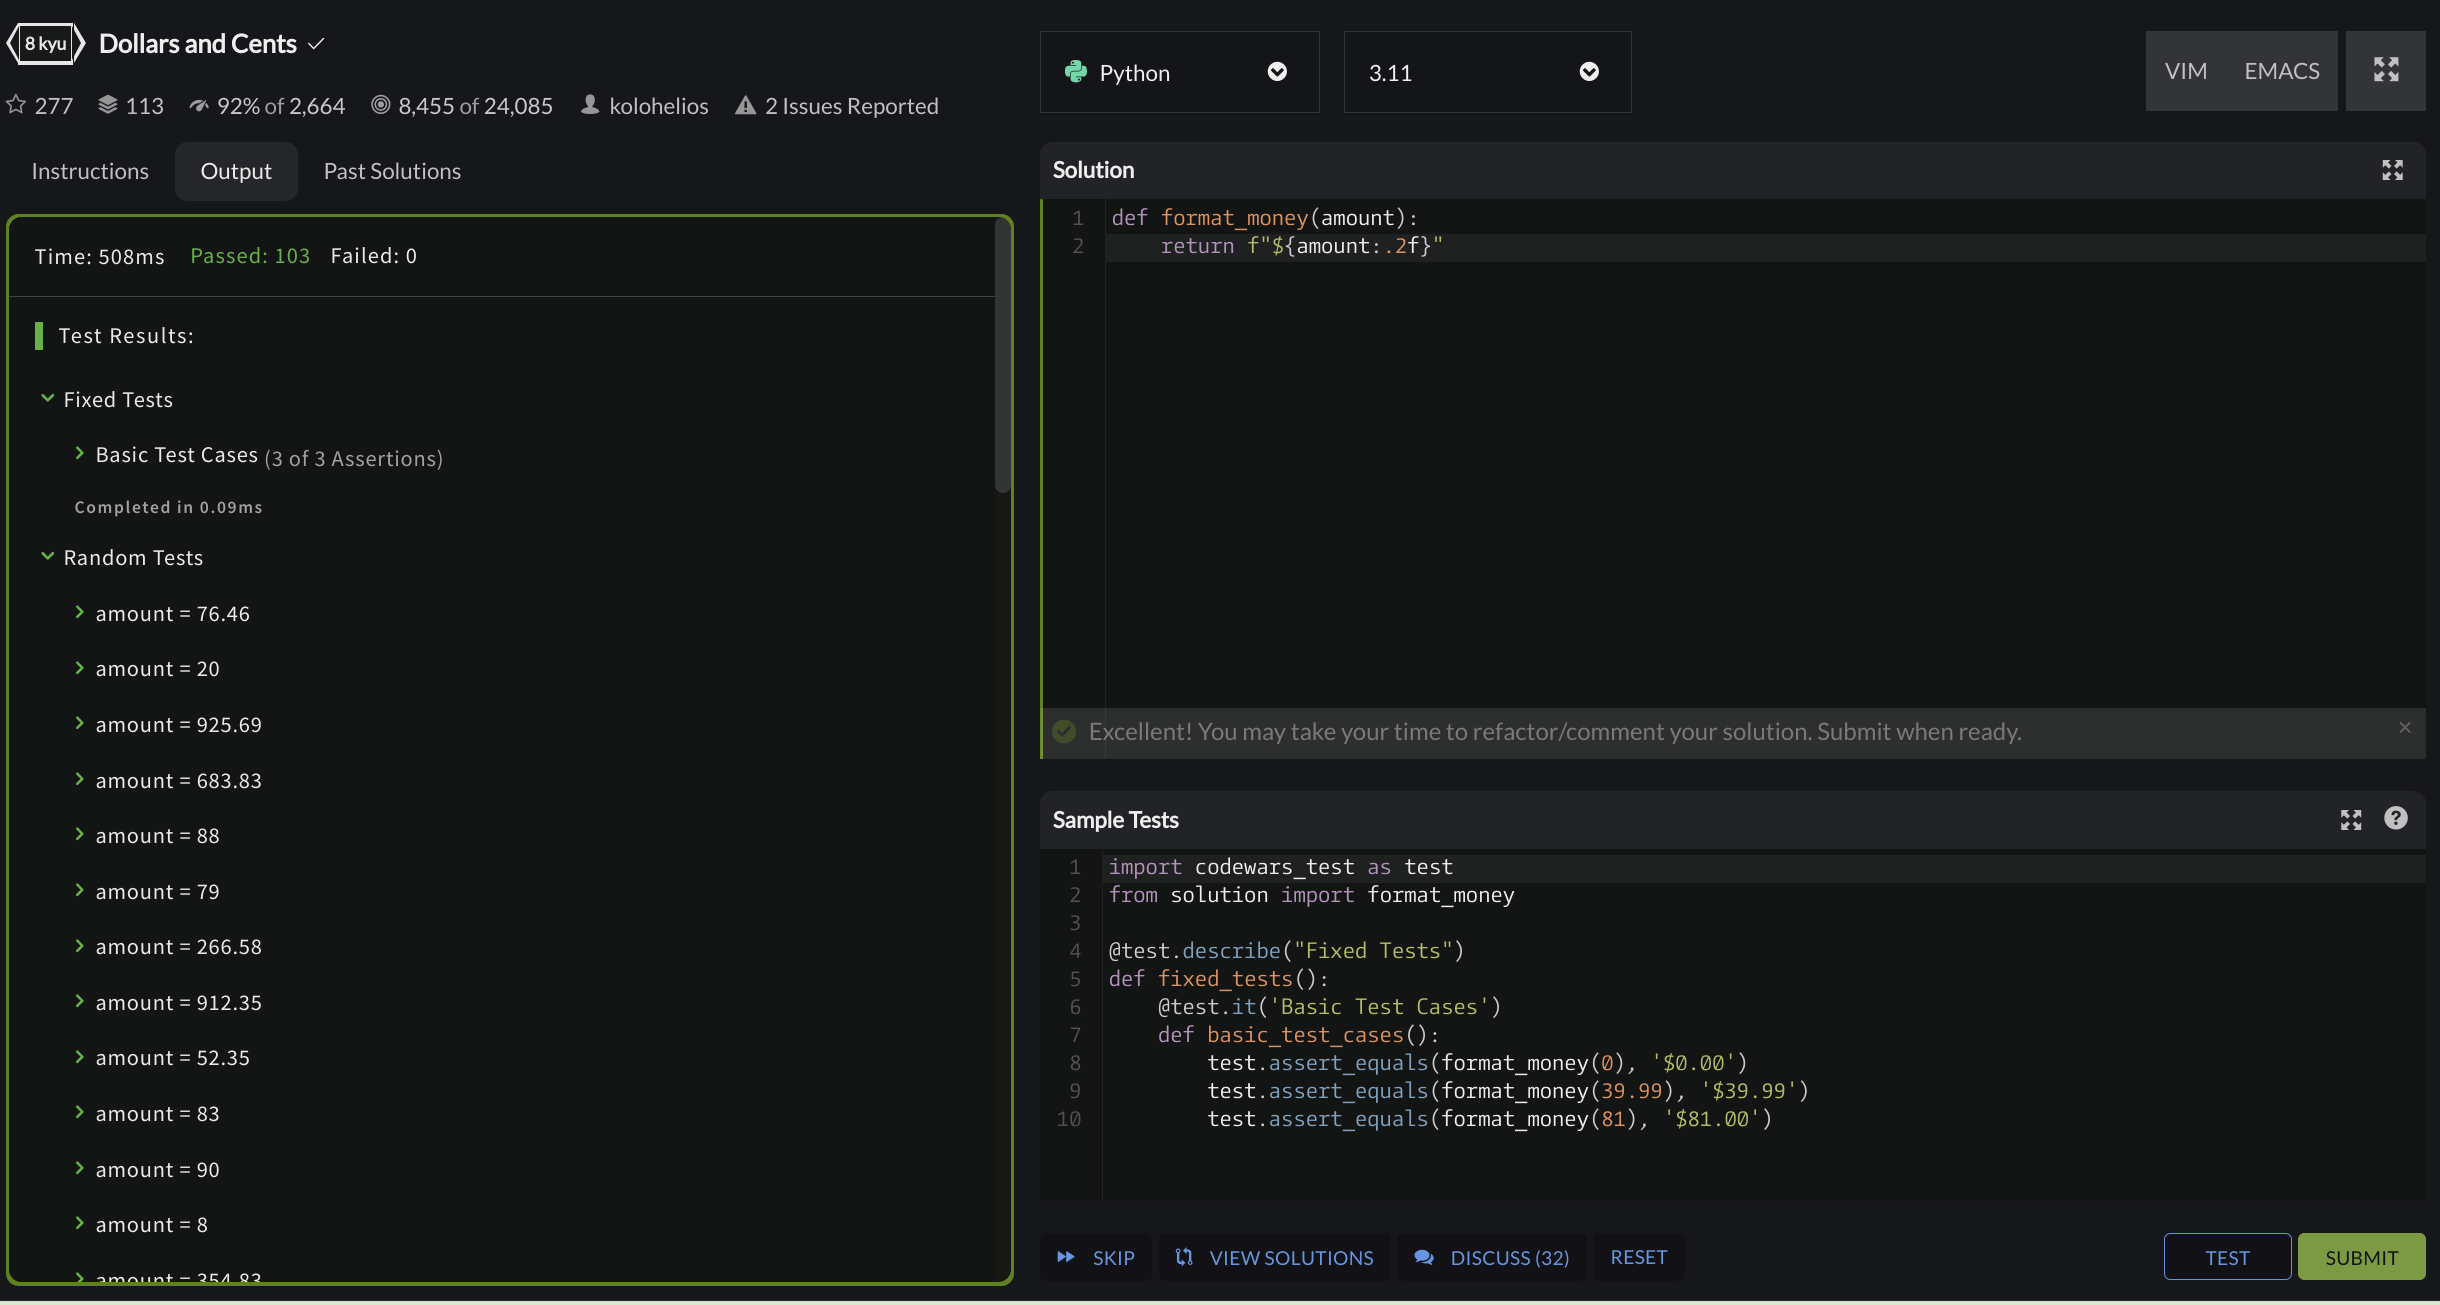 8 kyu Dollars and Cents
277 113 92% of 2,664 8,455 of 24,085 kolohelios 2 Issues Reported
Instructions Output Past Solutions
Time: 508ms Passed: 103 Failed: 0
Test Results:
Fixed Tests
Basic Test Cases (3 of 3 Assertions)
Completed in 0.09ms
Random Tests
amount = 76.46
amount = 20
amount = 925.69
amount = 683.83
amount = 88
amount = 79
amount = 266.58
amount = 912.35
amount = 52.35
amount = 83
amount = 90
amount = 8
amount = 354.83
Python 3.11 VIM EMACS
Solution
1 def format_money(amount):
2     return f"${amount:.2f}"
Excellent! You may take your time to refactor/comment your solution. Submit when ready.
Sample Tests
1 import codewars_test as test
2 from solution import format_money
3
4 @test.describe("Fixed Tests")
5 def fixed_tests():
6     @test.it('Basic Test Cases')
7     def basic_test_cases():
8         test.assert_equals(format_money(0), '$0.00')
9         test.assert_equals(format_money(39.99), '$39.99')
10         test.assert_equals(format_money(81), '$81.00')
SKIP VIEW SOLUTIONS DISCUSS (32) RESET TEST SUBMIT